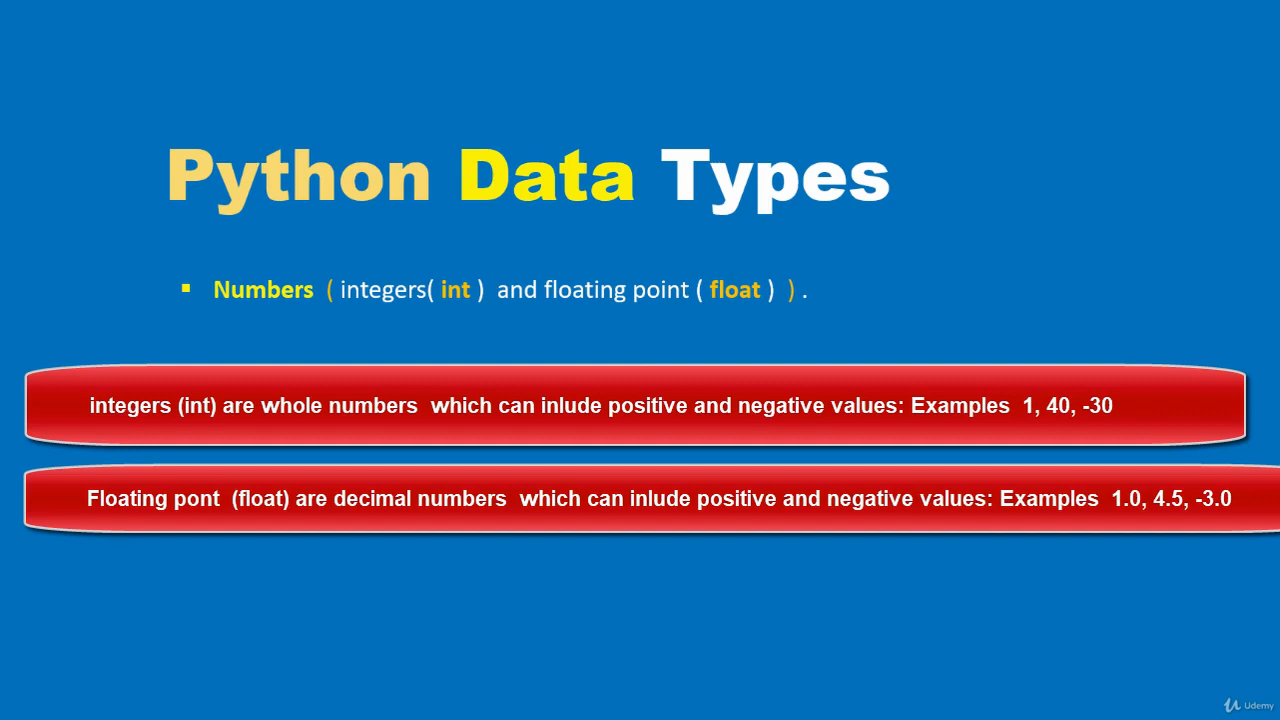 Python Data Types
▪ Numbers ( integers( int ) and floating point ( float ) ) .
integers (int) are whole numbers which can inlude positive and negative values: Examples 1, 40, -30
Floating pont (float) are decimal numbers which can inlude positive and negative values: Examples 1.0, 4.5, -3.0
Udemy